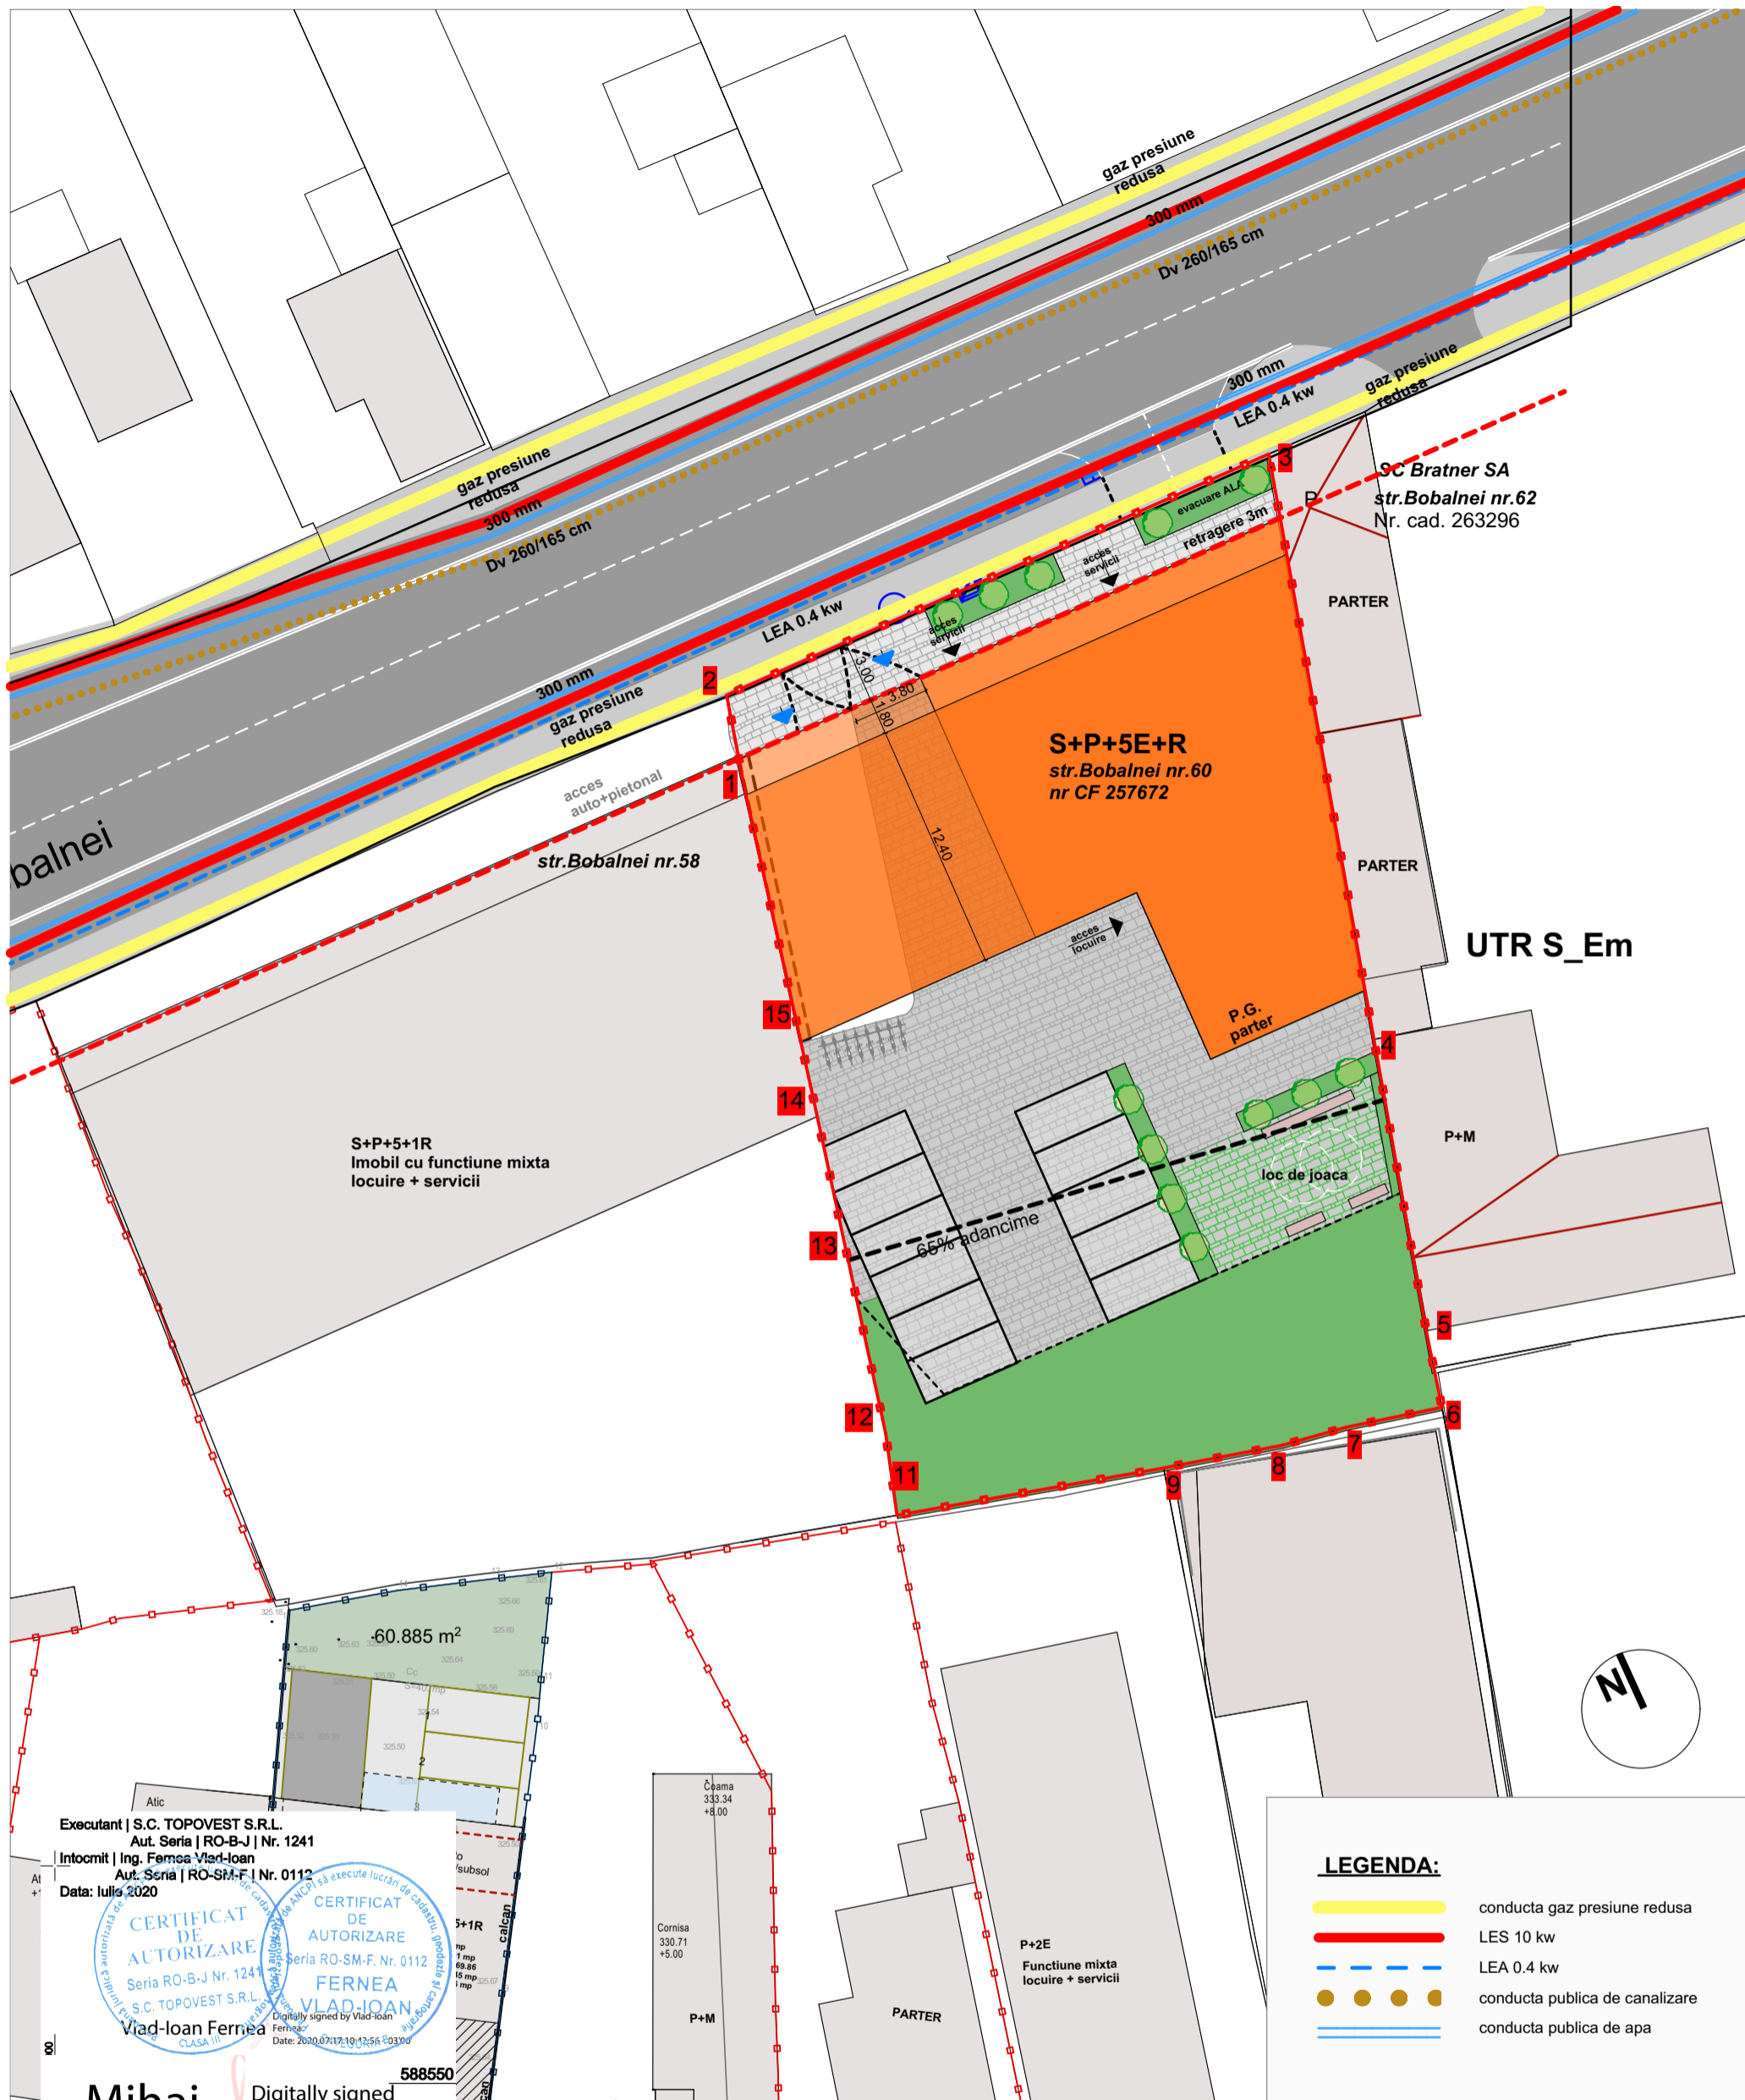 gaz presiune
redusa
300 mm
Dv 260/165 cm
gaz presiune
redusa
300 mm
Dv 260/165 cm
300 mm
LEA 0.4 kw
gaz presiune
redusa
3
SC Bratner SA
str.Bobalnei nr.62
Nr. cad. 263296
P
evacuare ALA
retragere 3m
acces
servicii
acces
servicii
PARTER
LEA 0.4 kw
300 mm
gaz presiune
redusa
2
3.00
3.80
1.80
12.40
1
acces
auto+pietonal
str.Bobalnei nr.58
balnei
S+P+5E+R
str.Bobalnei nr.60
nr CF 257672
PARTER
UTR S_Em
acces
locuire
P.G.
parter
15
4
14
S+P+5+1R
Imobil cu functiune mixta
locuire + servicii
P+M
loc de joaca
65% adancime
13
5
12
6
7
8
9
11
60.885 m²
325.50
Atic
Coama
333.34
+8.00
Cornisa
330.71
+5.00
P+M
PARTER
P+2E
Functiune mixta
locuire + servicii
N
calcan
/subsol
5+1R
Executant | S.C. TOPOVEST S.R.L.
Aut. Seria | RO-B-J | Nr. 1241
Intocmit | Ing. Fernea Vlad-Ioan
Aut. Seria | RO-SM-F | Nr. 0112
Data: Iulie 2020
CERTIFICAT
DE
AUTORIZARE
Seria RO-B-J Nr. 1241
S.C. TOPOVEST S.R.L.
CLASA III
CERTIFICAT
DE
AUTORIZARE
Seria RO-SM-F. Nr. 0112
FERNEA
VLAD-IOAN
Vlad-Ioan Fernea
Digitally signed by Vlad-Ioan
Fernea
588550
Mihai
Digitally signed
LEGENDA:
conducta gaz presiune redusa
LES 10 kw
LEA 0.4 kw
conducta publica de canalizare
conducta publica de apa